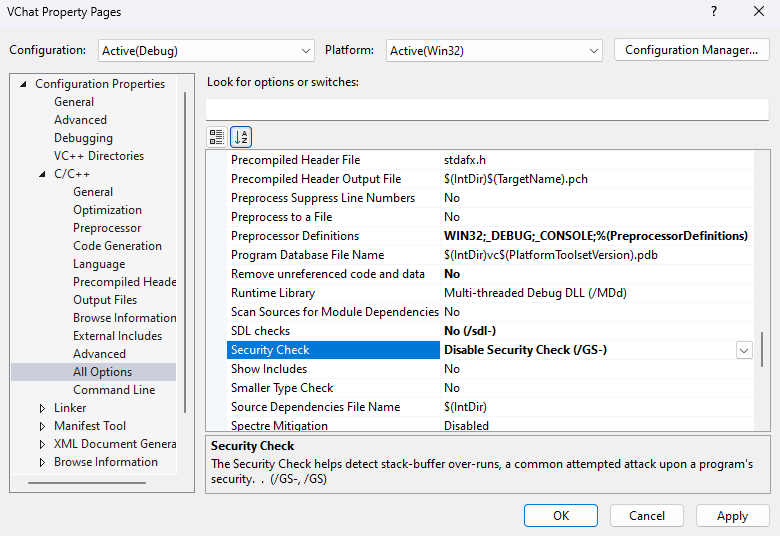 VChat Property Pages
?
Configuration: Active(Debug) Platform: Active(Win32) Configuration Manager...
Configuration Properties
General
Advanced
Debugging
VC++ Directories
C/C++
General
Optimization
Preprocessor
Code Generation
Language
Precompiled Heade
Output Files
Browse Information
External Includes
Advanced
All Options
Command Line
Linker
Manifest Tool
XML Document Genera
Browse Information
Look for options or switches:
A
Z
Precompiled Header File stdafx.h
Precompiled Header Output File $(IntDir)$(TargetName).pch
Preprocess Suppress Line Numbers No
Preprocess to a File No
Preprocessor Definitions WIN32;_DEBUG;_CONSOLE;%(PreprocessorDefinitions)
Program Database File Name $(IntDir)vc$(PlatformToolsetVersion).pdb
Remove unreferenced code and data No
Runtime Library Multi-threaded Debug DLL (/MDd)
Scan Sources for Module Dependencies No
SDL checks No (/sdl-)
Security Check Disable Security Check (/GS-)
Show Includes No
Smaller Type Check No
Source Dependencies File Name $(IntDir)
Spectre Mitigation Disabled
Security Check
The Security Check helps detect stack-buffer over-runs, a common attempted attack upon a program's
security. . (/GS-, /GS)
OK Cancel Apply